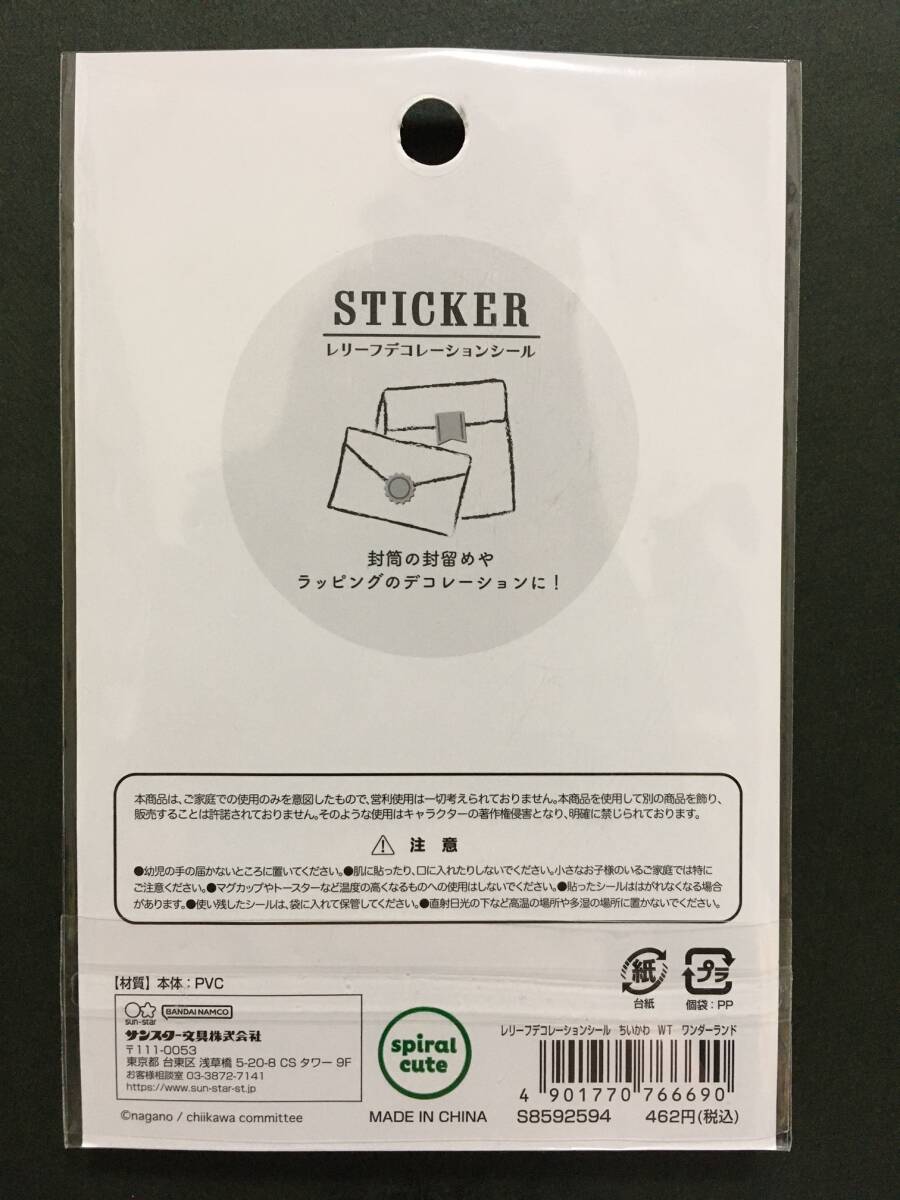 STICKER
レリーフデコレーションシール
封筒の封留めや
ラッピングのデコレーションに！
本商品は、ご家庭での使用のみを意図したもので、営利使用は一切考えられておりません。本商品を使用して別の商品を飾り、
販売することは許諾されておりません。そのような使用はキャラクターの著作権侵害となり、明確に禁じられております。
注 意
●幼児の手の届かないところに置いてください。●肌に貼ったり、口に入れたりしないでください。小さなお子様のいるご家庭では特に
ご注意ください。●マグカップやトースターなど温度の高くなるものへの使用はしないでください。●貼ったシールははがれなくなる場合
があります。●使い残したシールは、袋に入れて保管してください。●直射日光の下など高温の場所や多湿の場所に置かないでください。
【材質】本体：PVC
紙
台紙
プラ
個袋：PP
sun-star
BANDAI NAMCO
サンスター文具株式会社
〒111-0053
東京都 台東区 浅草橋 5-20-8 CS タワー 9F
お客様相談室 03-3872-7141
https://www.sun-star-st.jp
©nagano / chiikawa committee
spiral
cute
MADE IN CHINA
レリーフデコレーションシール ちいかわ WT ワンダーランド
4 901770 766690
S8592594 462円(税込)